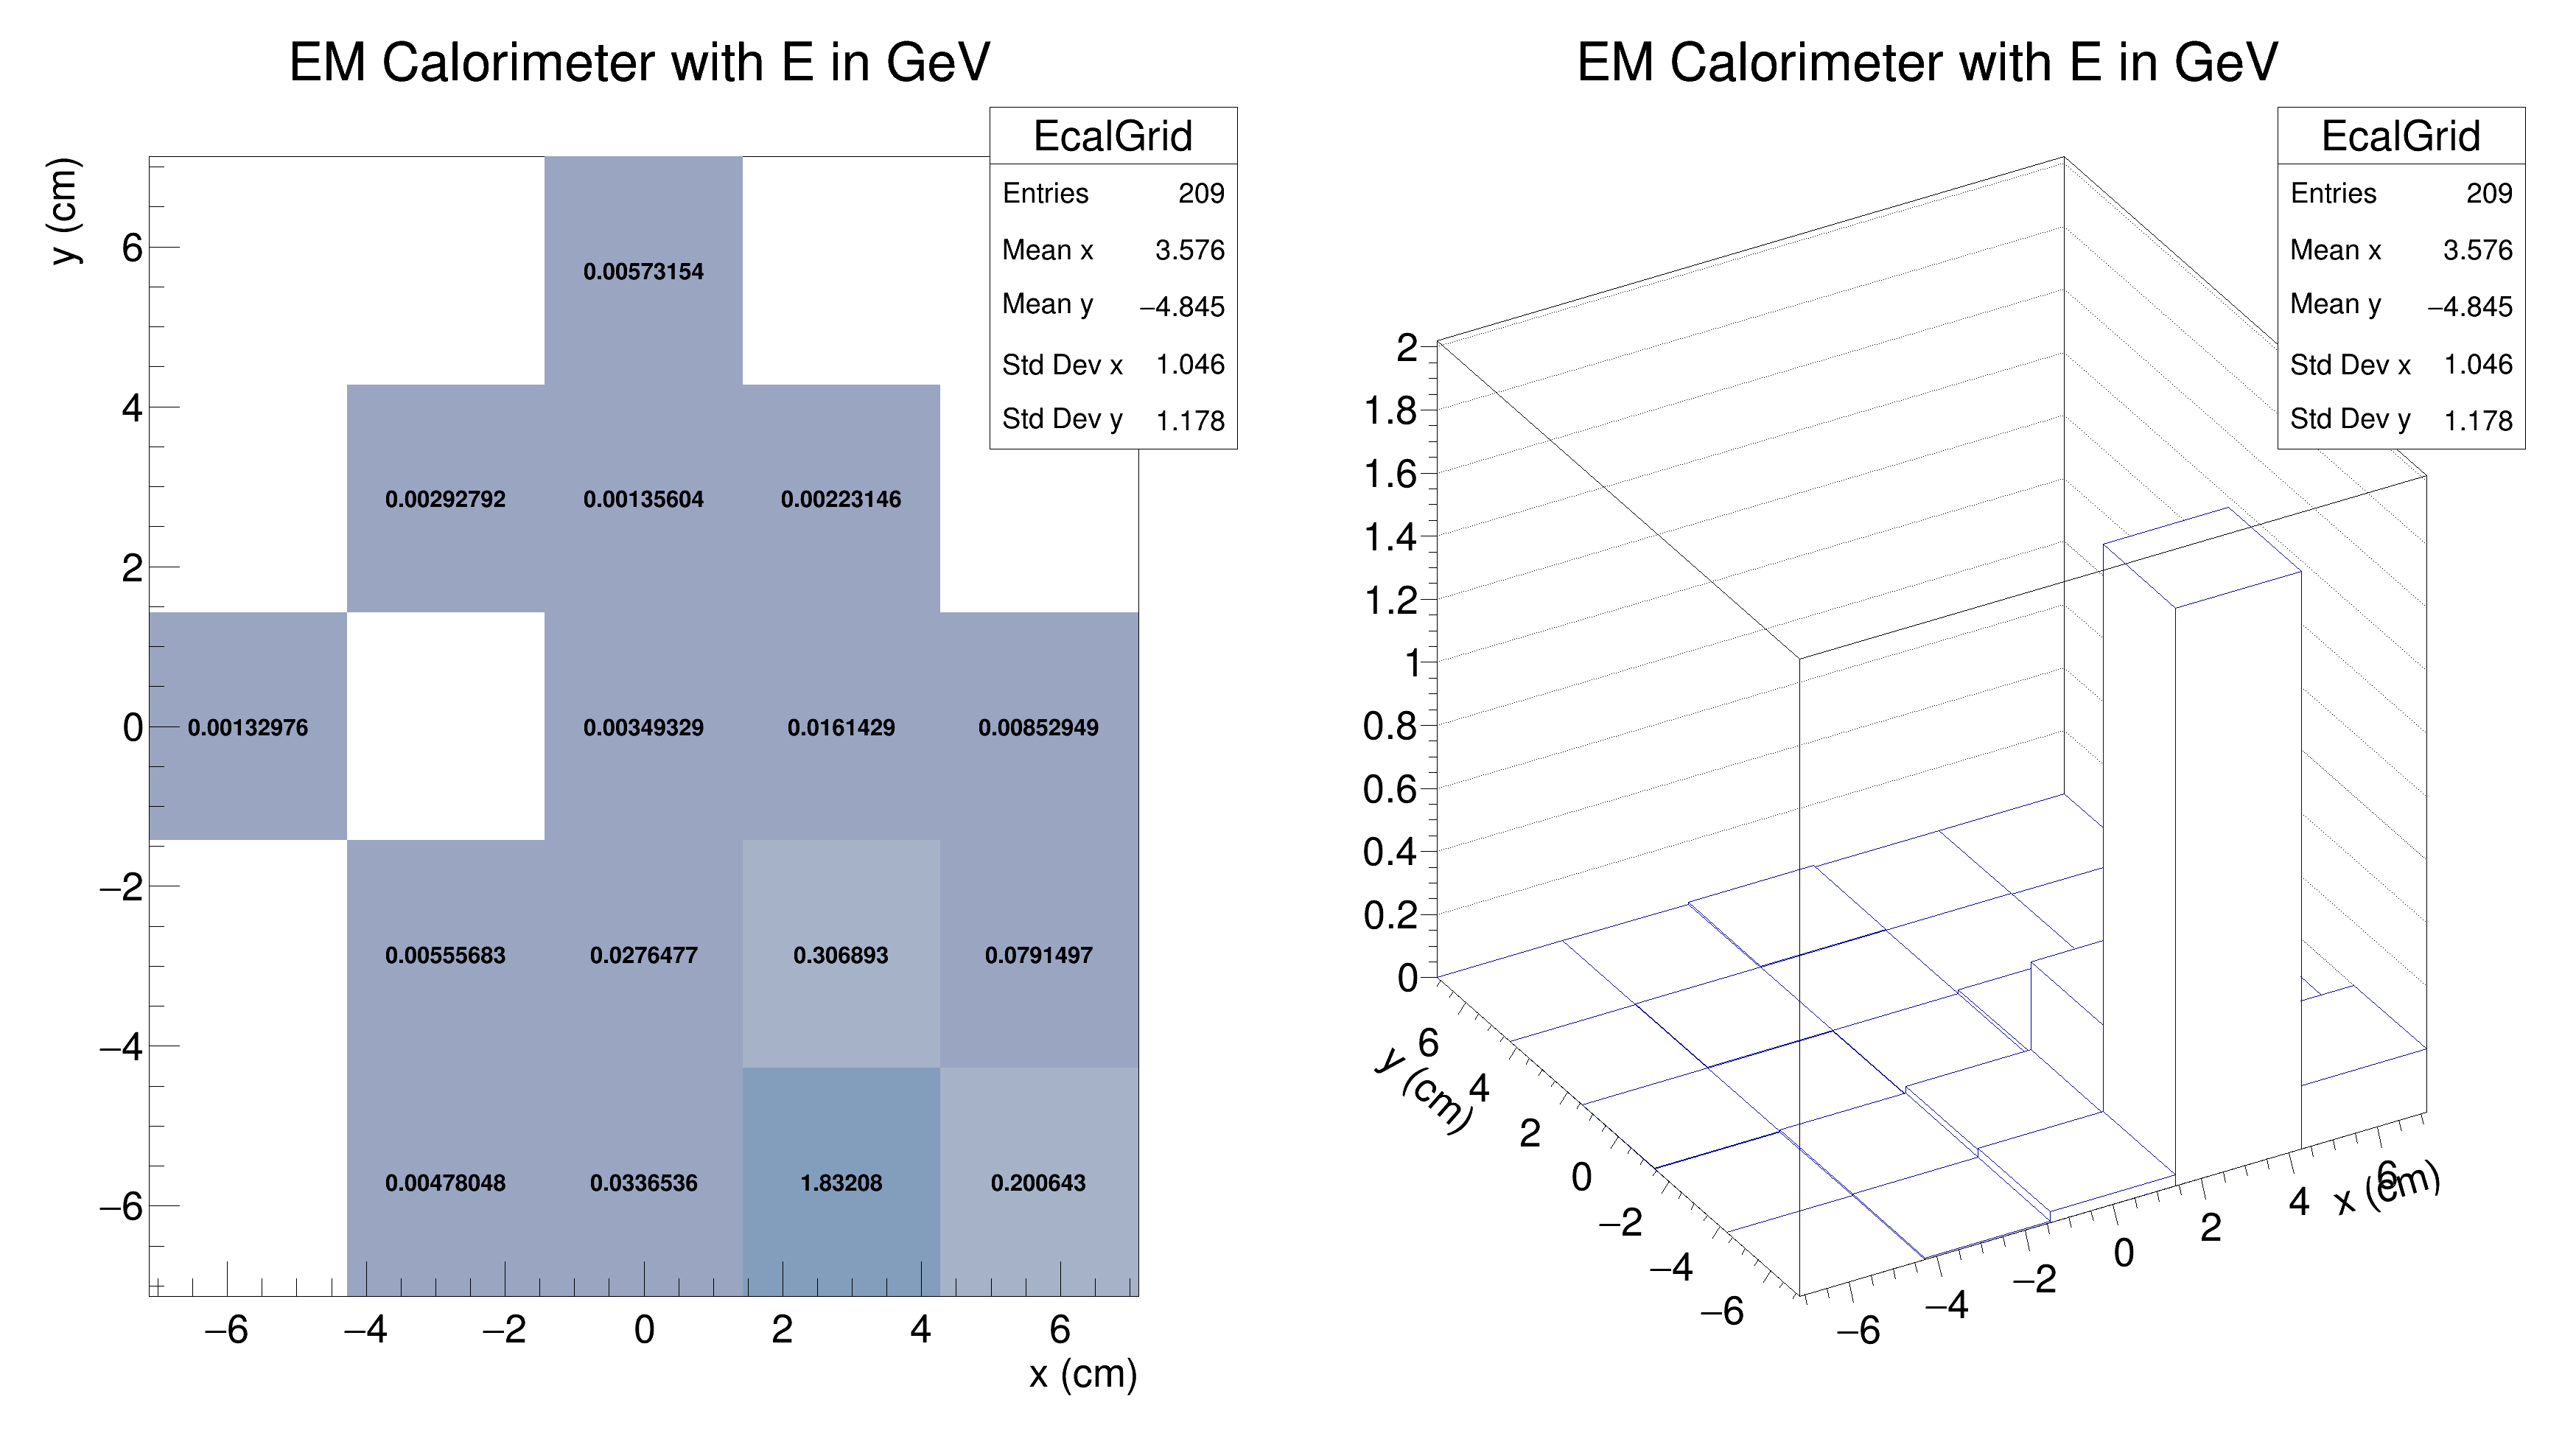 EM Calorimeter with E in GeV
EcalGrid
Entries 209
Mean x 3.576
Mean y −4.845
Std Dev x 1.046
Std Dev y 1.178
y (cm)
6
4
2
0
−2
−4
−6
0.00573154
0.00292792 0.00135604 0.00223146
0.00132976 0.00349329 0.0161429 0.00852949
0.00555683 0.0276477 0.306893 0.0791497
0.00478048 0.0336536 1.83208 0.200643
−6 −4 −2 0 2 4 6
x (cm)
EM Calorimeter with E in GeV
EcalGrid
Entries 209
Mean x 3.576
Mean y −4.845
Std Dev x 1.046
Std Dev y 1.178
2
1.8
1.6
1.4
1.2
1
0.8
0.6
0.4
0.2
0
y (cm)
6
4
2
0
−2
−4
−6
−6
−4
−2
0
2
4
6
x (cm)